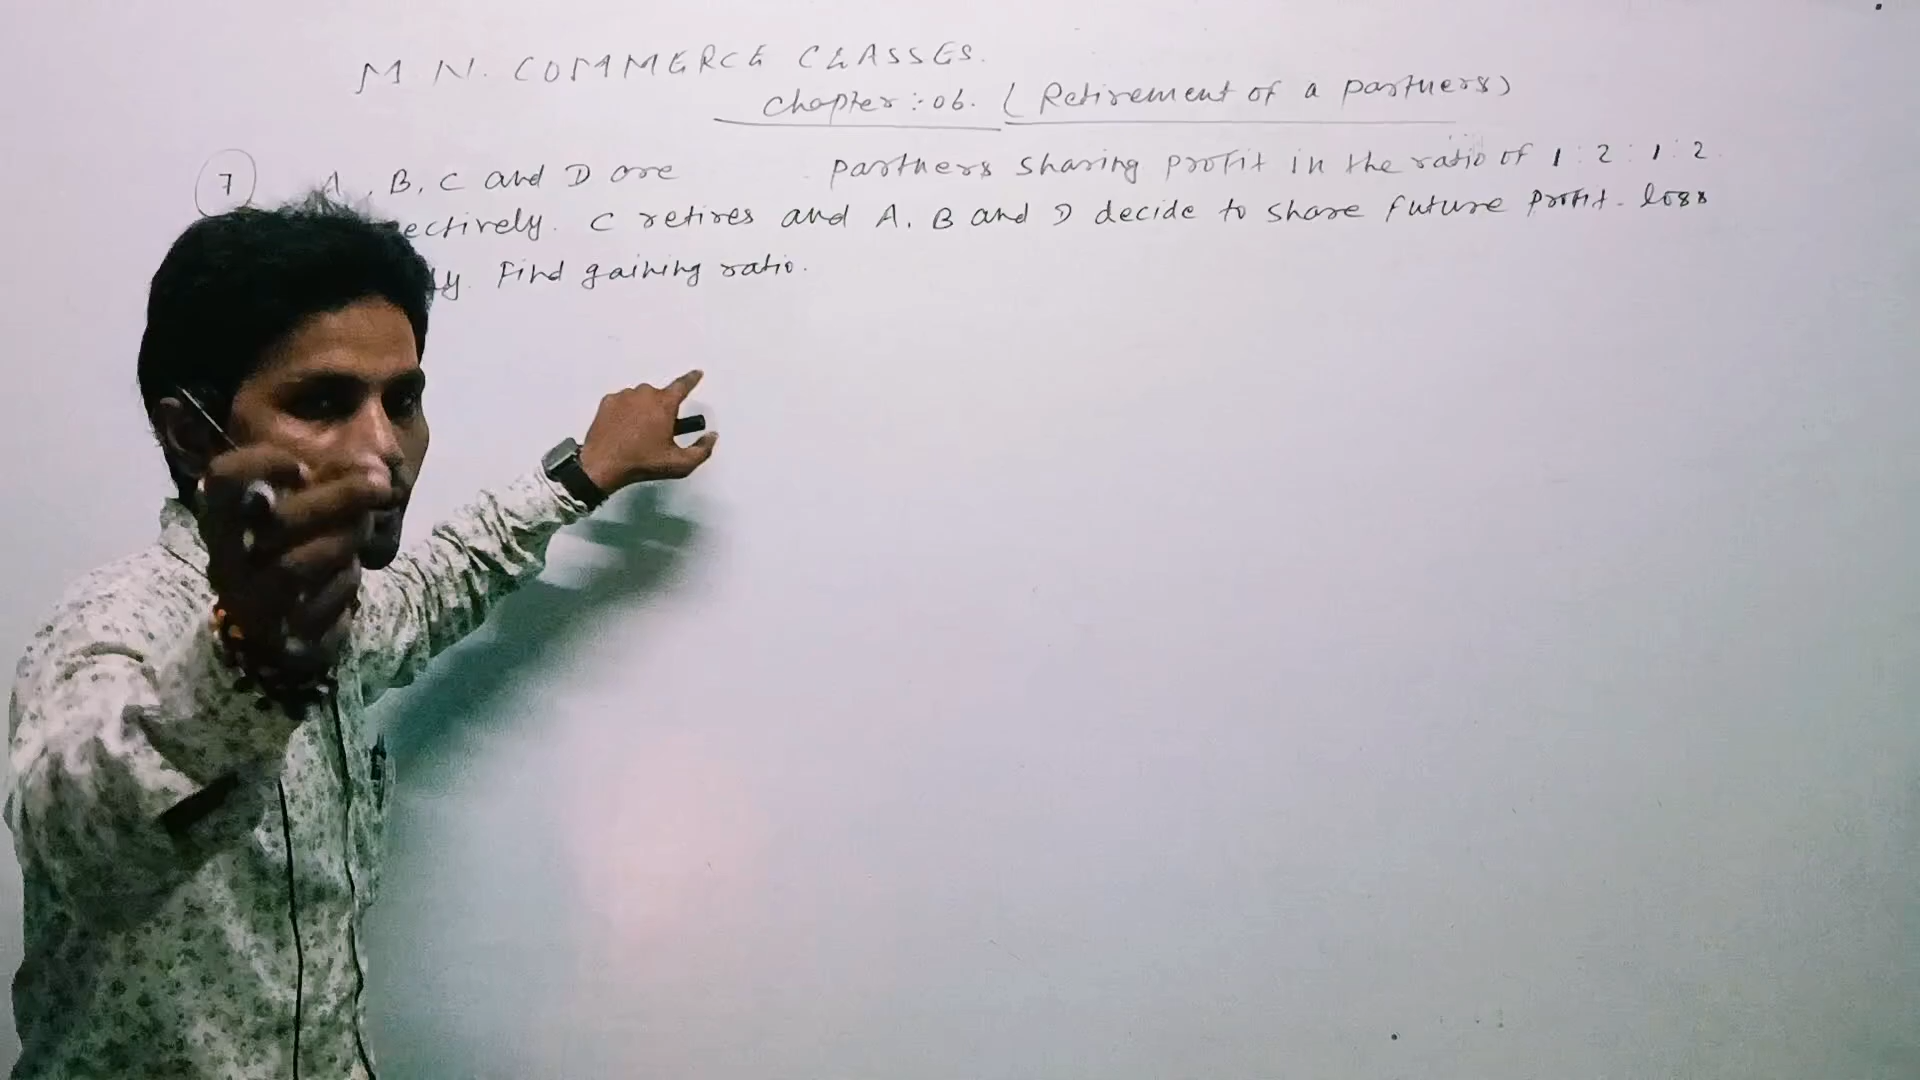 M. N. COMMERCE CLASSES.
Chapter :- 06. ( Retirement of a partners)
7 A, B, C and D are partners sharing profit in the ratio of 1 : 2 : 1 : 2
ectively. C retires and A, B and D decide to share future profit - loss
ly. Find gaining ratio.